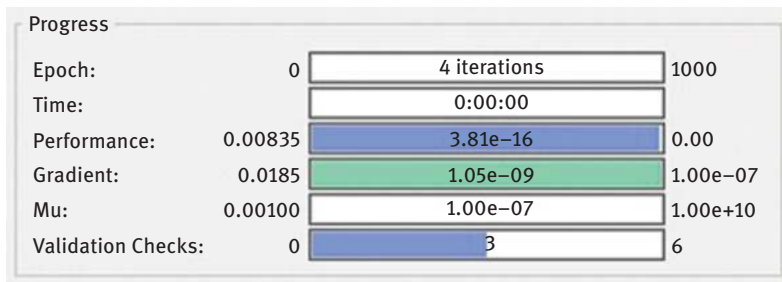 Progress
Epoch: 0 4 iterations 1000
Time: 0:00:00
Performance: 0.00835 3.81e–16 0.00
Gradient: 0.0185 1.05e–09 1.00e–07
Mu: 0.00100 1.00e–07 1.00e+10
Validation Checks: 0 3 6